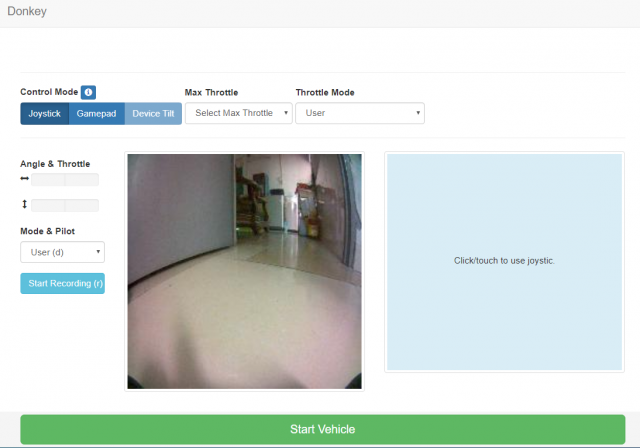 Donkey
Control Mode
Max Throttle
Throttle Mode
Joystick Gamepad Device Tilt
Select Max Throttle
User
Angle & Throttle
Mode & Pilot
User (d)
Start Recording (r)
Click/touch to use joystic.
Start Vehicle